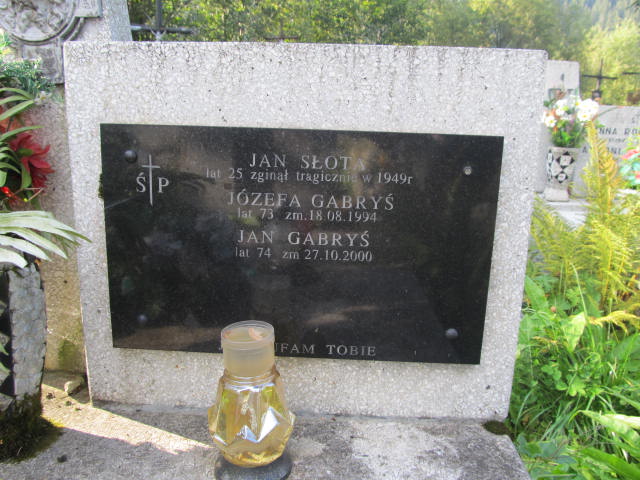 Ś P
JAN SŁOTA
lat 25 zginął tragicznie w 1949r
JÓZEFA GABRYŚ
lat 73 zm.18.08.1994
JAN GABRYŚ
lat 74 zm 27.10.2000
UFAM TOBIE